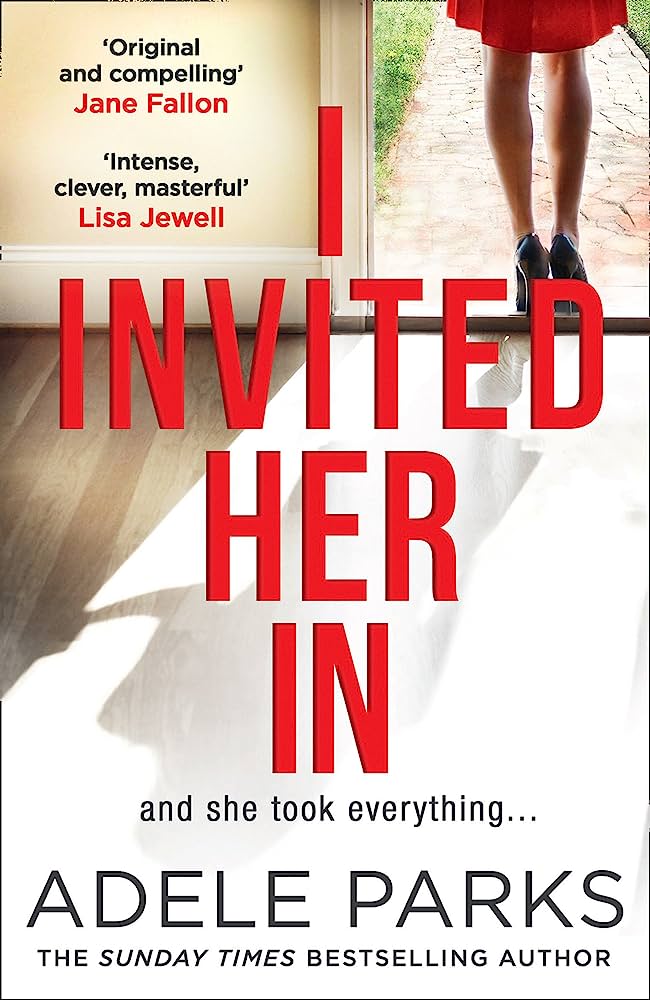 ‘Original
and compelling’
Jane Fallon
‘Intense,
clever, masterful’
Lisa Jewell
I
INVITED
HER
IN
and she took everything...
ADELE PARKS
THE SUNDAY TIMES BESTSELLING AUTHOR